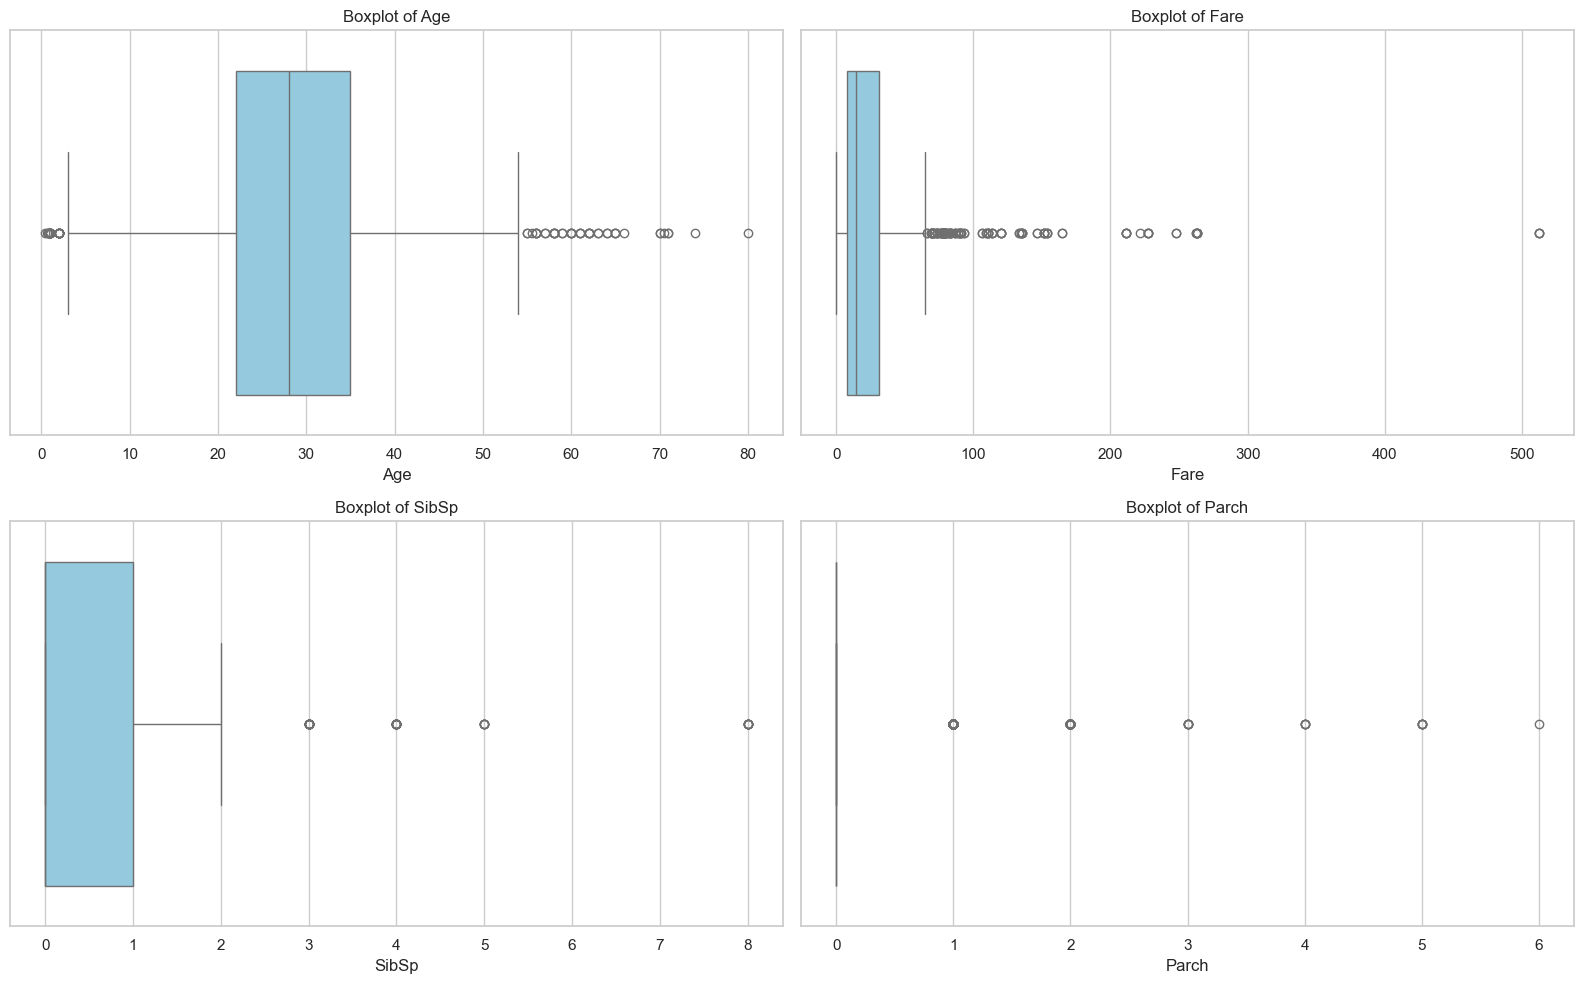 Boxplot of Age
0 10 20 30 40 50 60 70 80
Age
Boxplot of Fare
0 100 200 300 400 500
Fare
Boxplot of SibSp
0 1 2 3 4 5 6 7 8
SibSp
Boxplot of Parch
0 1 2 3 4 5 6
Parch